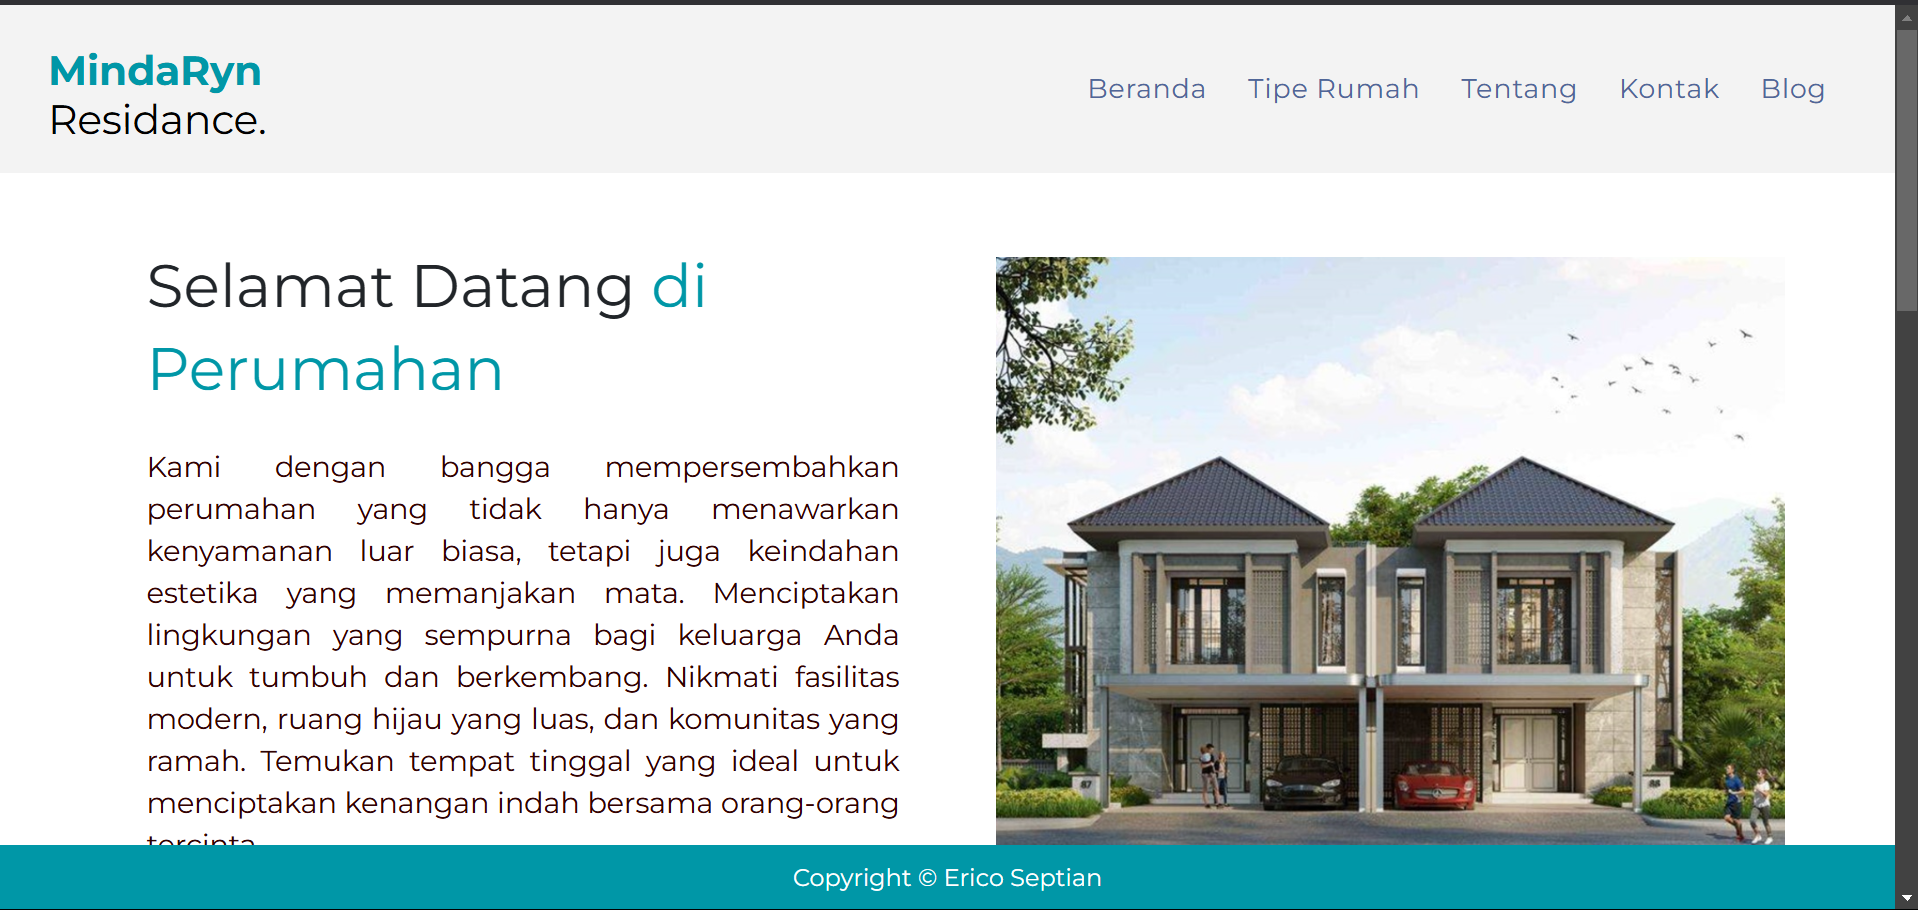 MindaRyn
Residance.
Beranda Tipe Rumah Tentang Kontak Blog
Selamat Datang di
Perumahan
Kami dengan bangga mempersembahkan
perumahan yang tidak hanya menawarkan
kenyamanan luar biasa, tetapi juga keindahan
estetika yang memanjakan mata. Menciptakan
lingkungan yang sempurna bagi keluarga Anda
untuk tumbuh dan berkembang. Nikmati fasilitas
modern, ruang hijau yang luas, dan komunitas yang
ramah. Temukan tempat tinggal yang ideal untuk
menciptakan kenangan indah bersama orang-orang
tercinta
87
88
Copyright © Erico Septian